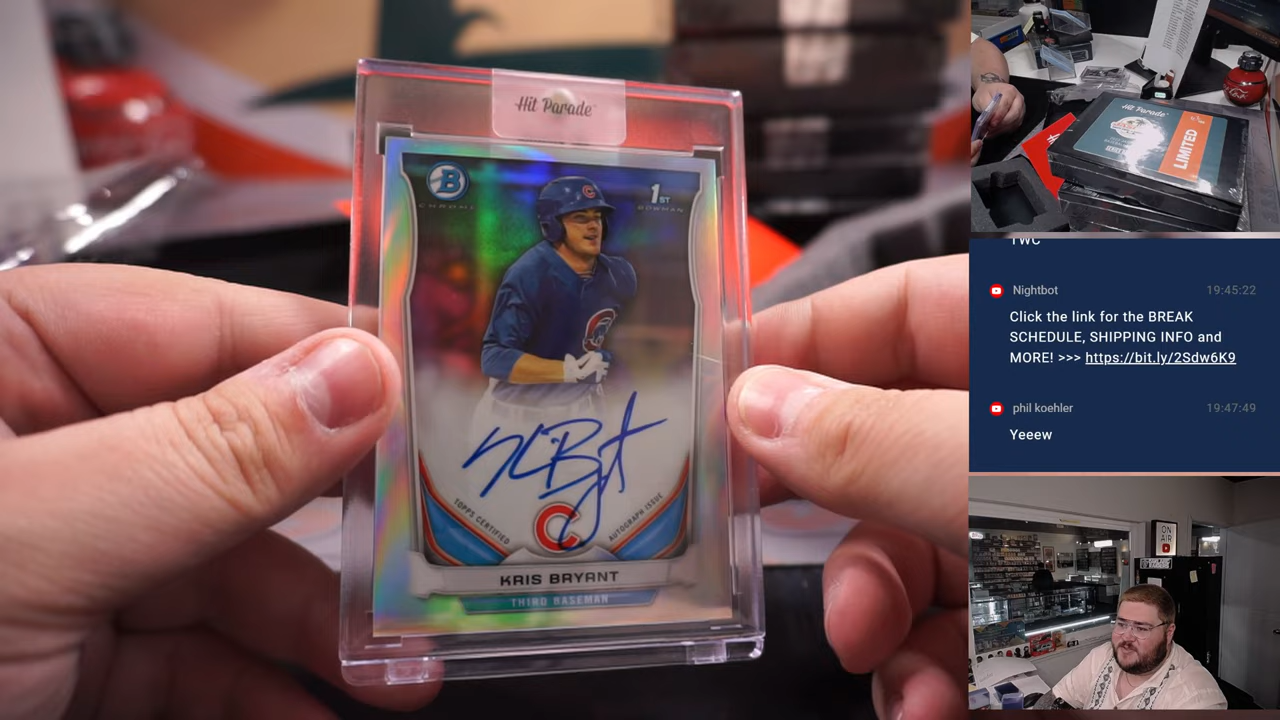 Hit Parade
B
CHROME
1ST
BOWMAN
TOPPS CERTIFIED
AUTOGRAPH ISSUE
C
KRIS BRYANT
THIRD BASEMAN
Hit Parade
LIMITED
TWC
Nightbot 19:45:22
Click the link for the BREAK
SCHEDULE, SHIPPING INFO and
MORE! >>> https://bit.ly/2Sdw6K9
phil koehler 19:47:49
Yeeew
ON
AIR